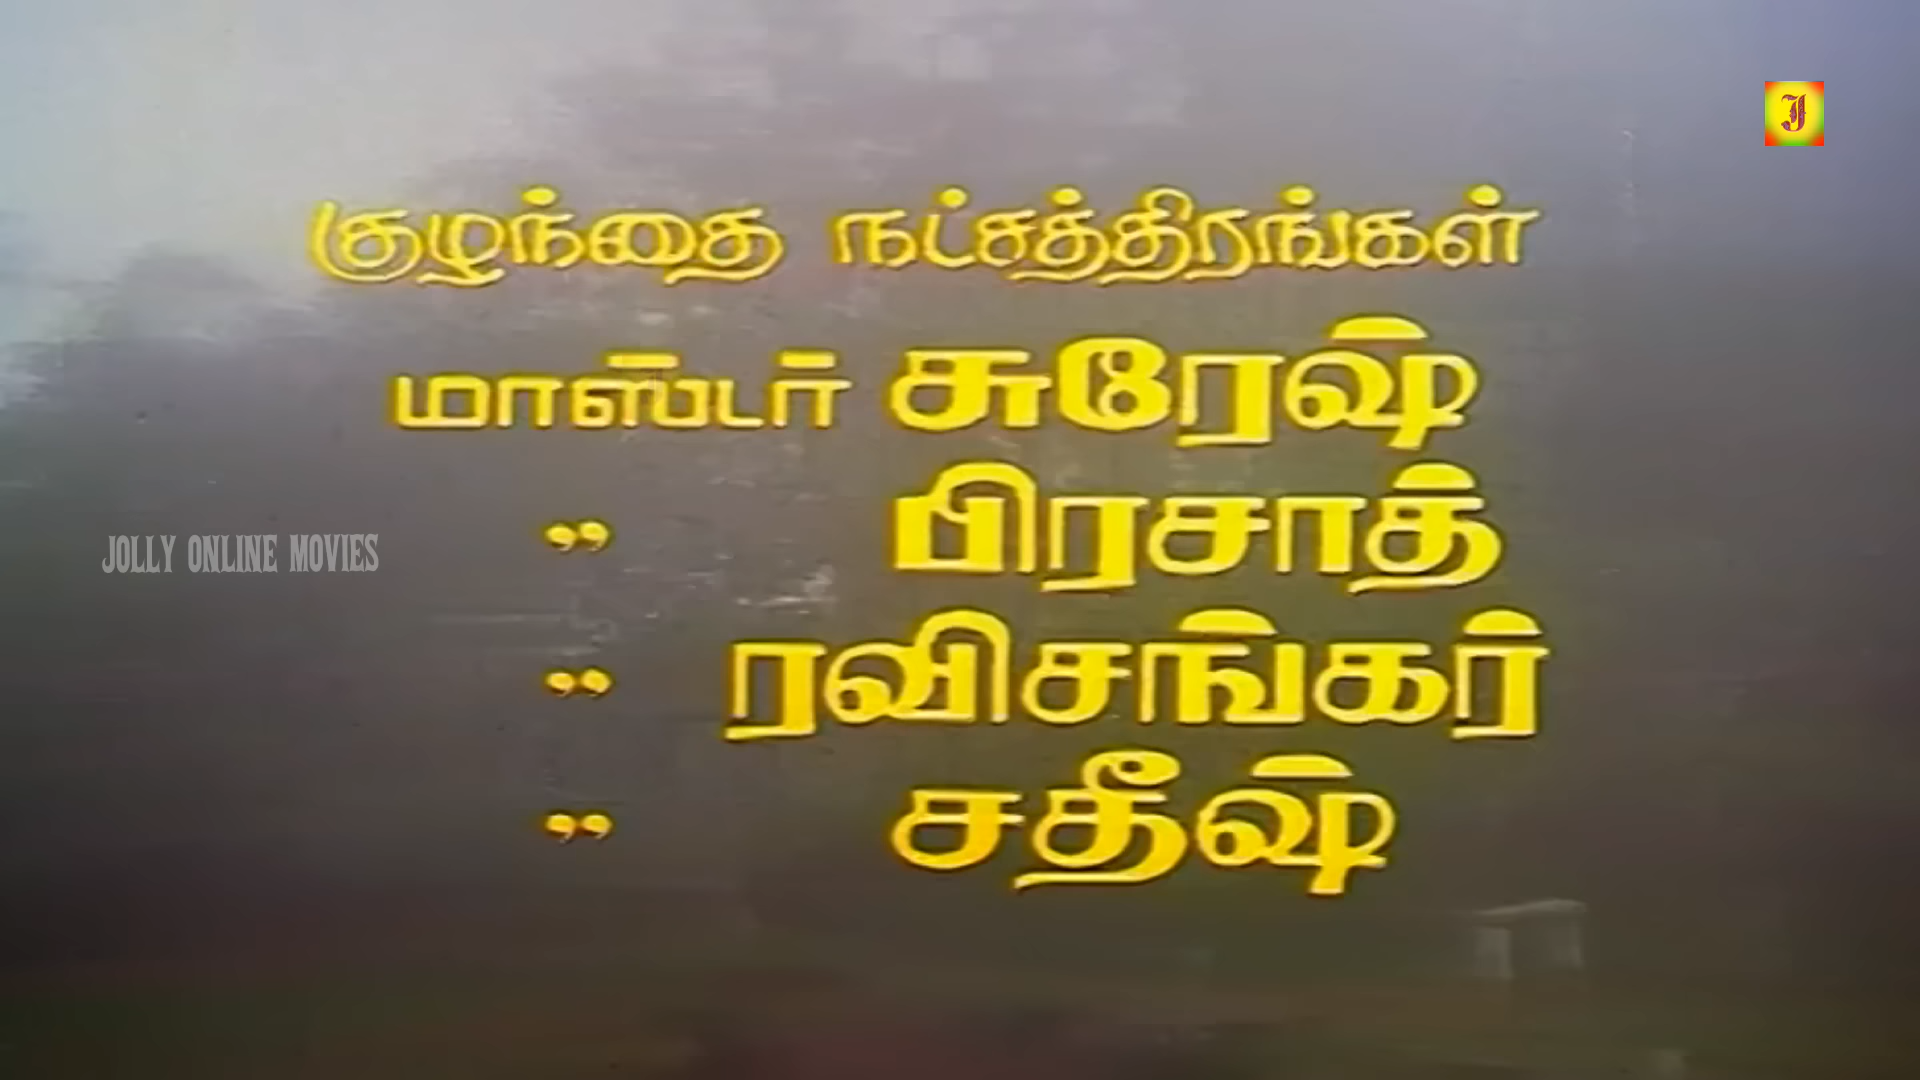 குழந்தை நட்சத்திரங்கள்
மாஸ்டர் சுரேஷ்
,, பிரசாத்
JOLLY ONLINE MOVIES
,, ரவிசங்கர்
,, சதீஷ்
J